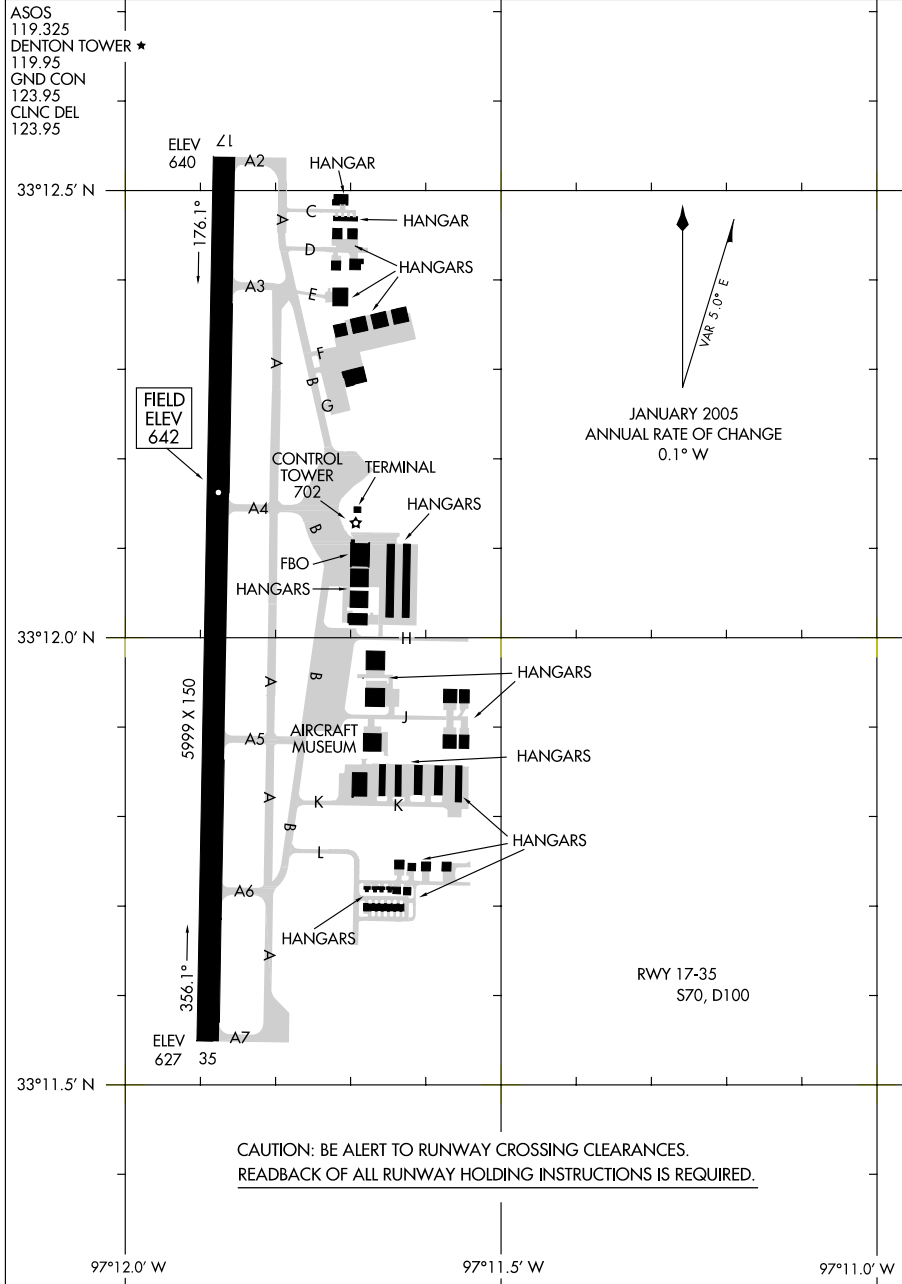 ASOS
119.325
DENTON TOWER ★
119.95
GND CON
123.95
CLNC DEL
123.95
ELEV
640
17
A2
HANGAR
33°12.5' N
C
A
HANGAR
176.1°
D
HANGARS
A3
E
VAR 5.0° E
F
A
B
G
FIELD
ELEV
642
JANUARY 2005
ANNUAL RATE OF CHANGE
0.1° W
CONTROL
TOWER
702
TERMINAL
A4
HANGARS
B
FBO
HANGARS
33°12.0' N
H
HANGARS
A
B
5999 X 150
J
A5
AIRCRAFT
MUSEUM
HANGARS
A
K
K
B
HANGARS
L
A6
HANGARS
A
356.1°
RWY 17-35
S70, D100
A7
ELEV
627
35
33°11.5' N
CAUTION: BE ALERT TO RUNWAY CROSSING CLEARANCES.
READBACK OF ALL RUNWAY HOLDING INSTRUCTIONS IS REQUIRED.
97°12.0' W
97°11.5' W
97°11.0' W